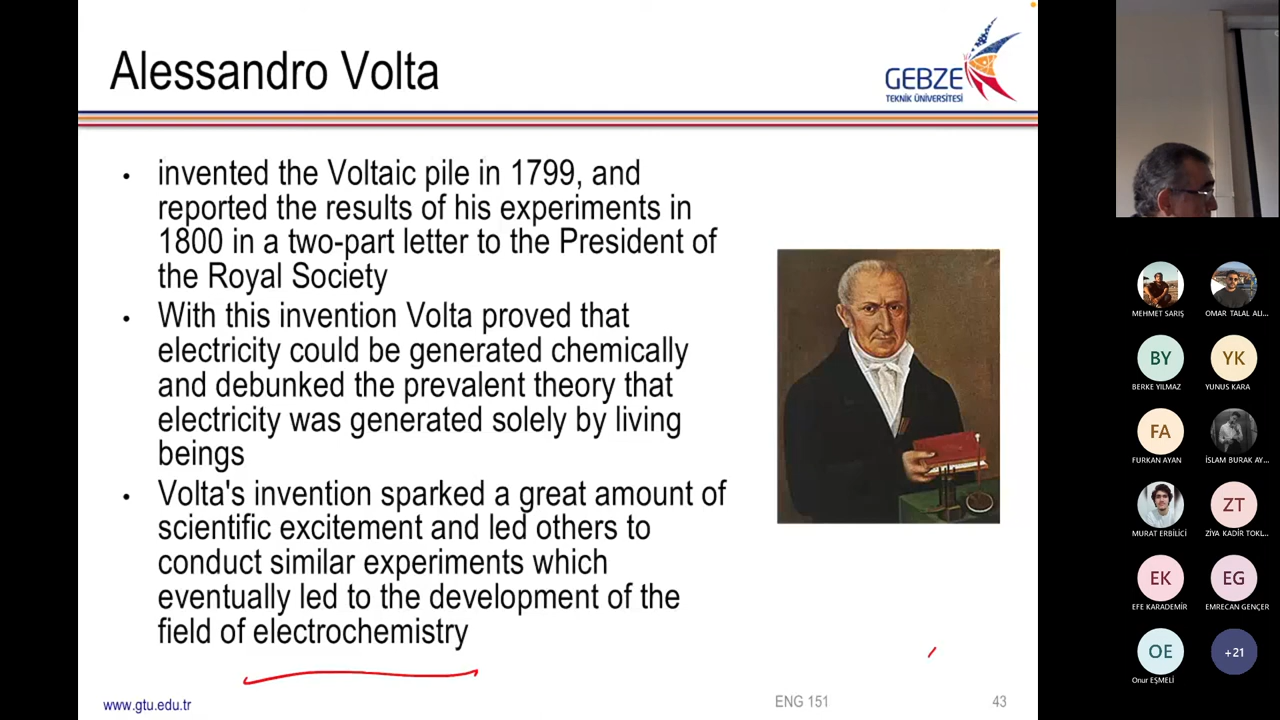 Alessandro Volta
GEBZE
TEKNİK ÜNİVERSİTESİ
• invented the Voltaic pile in 1799, and
reported the results of his experiments in
1800 in a two-part letter to the President of
the Royal Society
• With this invention Volta proved that
electricity could be generated chemically
and debunked the prevalent theory that
electricity was generated solely by living
beings
• Volta's invention sparked a great amount of
scientific excitement and led others to
conduct similar experiments which
eventually led to the development of the
field of electrochemistry
www.gtu.edu.tr
ENG 151
43
MEHMET SARIŞ
OMAR TALAL ALI...
BY
YK
BERKE YILMAZ
YUNUS KARA
FA
FURKAN AYAN
İSLAM BURAK AY...
ZT
MURAT ERBİLİCİ
ZİYA KADİR TOKL...
EK
EG
EFE KARADEMİR
EMRECAN GENÇER
OE
+21
Onur EŞMELİ